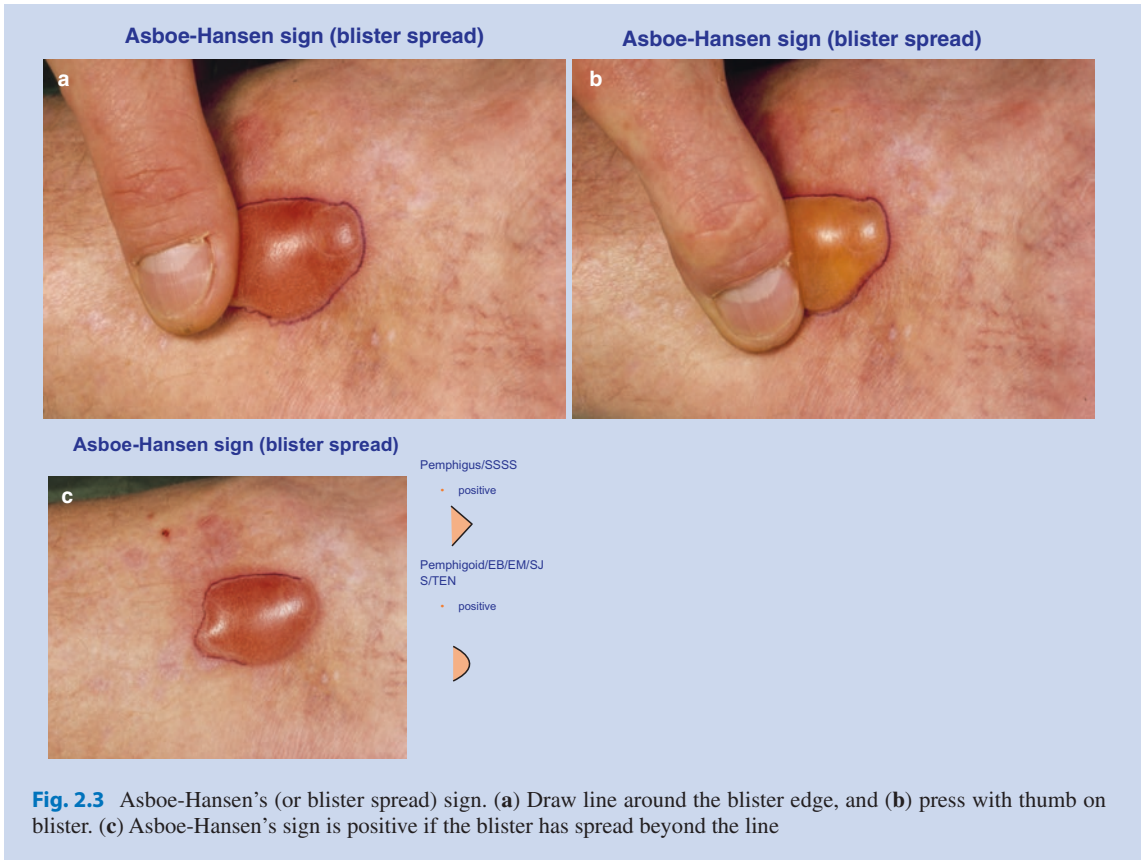 Asboe-Hansen sign (blister spread)
Asboe-Hansen sign (blister spread)
a
b
Asboe-Hansen sign (blister spread)
c
Pemphigus/SSSS
• positive
Pemphigoid/EB/EM/SJ
S/TEN
• positive
Fig. 2.3 Asboe-Hansen's (or blister spread) sign. (a) Draw line around the blister edge, and (b) press with thumb on
blister. (c) Asboe-Hansen's sign is positive if the blister has spread beyond the line